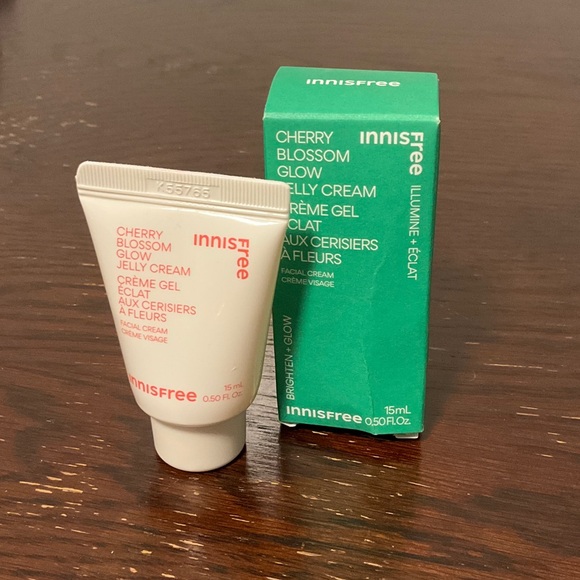 K55765
CHERRY
BLOSSOM
GLOW
JELLY CREAM
CRÈME GEL
ÉCLAT
AUX CERISIERS
À FLEURS
FACIAL CREAM
CRÈME VISAGE
innisFree
innisFree
15 mL
0.50 FL.Oz.
innisFree
CHERRY
BLOSSOM
GLOW
JELLY CREAM
CRÈME GEL
ÉCLAT
AUX CERISIERS
À FLEURS
FACIAL CREAM
CRÈME VISAGE
innisFree
ILLUMINE + ÉCLAT
BRIGHTEN + GLOW
innisFree
15mL
0.50 FL.Oz.